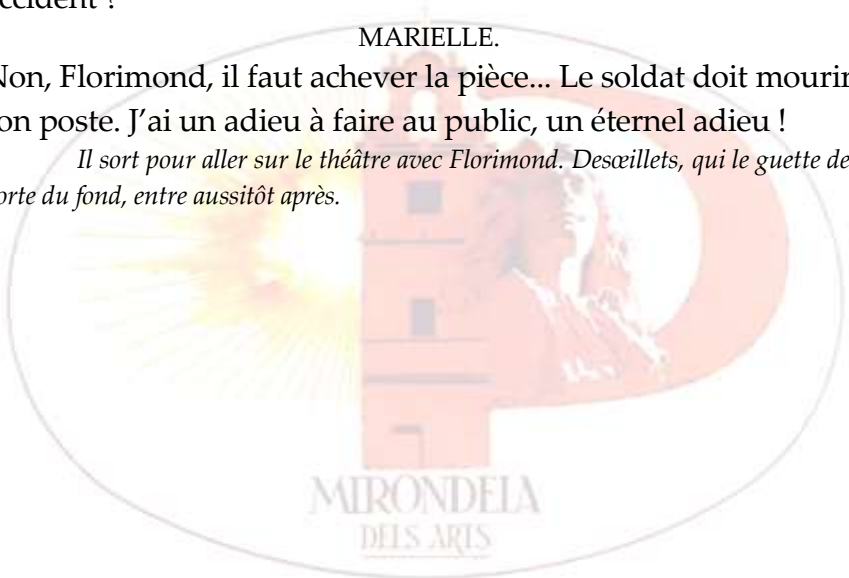 MARIELLE.
Non, Florimond, il faut achever la pièce... Le soldat doit mourir
son poste. J'ai un adieu à faire au public, un éternel adieu !
Il sort pour aller sur le théâtre avec Florimond. Desœillets, qui le guette de
porte du fond, entre aussitôt après.
MIRONDELA
DELS ARTS